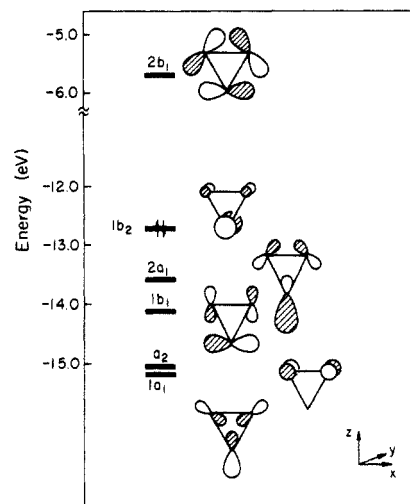 -5.0
2b₁
-6.0
Energy (eV)
-12.0
1b₂
-13.0
2a₁
-14.0
1b₁
-15.0
a₂
1a₁
z
y
x